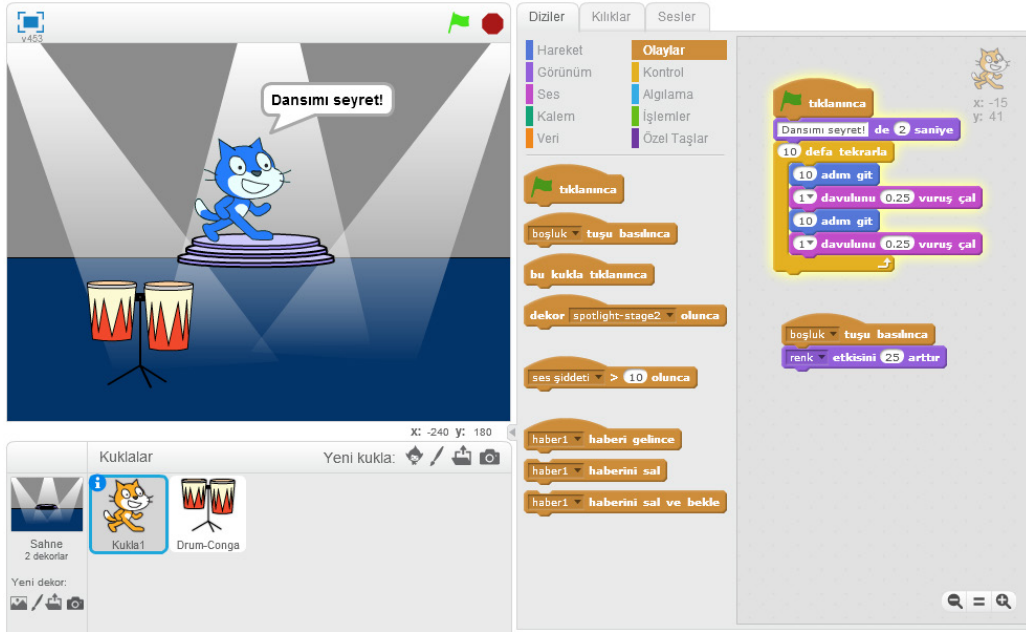 v453
Dansımı seyret!
x: -240 y: 180
Kuklalar
Yeni kukla:
Sahne
2 dekorlar
Yeni dekor:
Kukla1
Drum-Conga
Diziler
Kılıklar
Sesler
Hareket
Olaylar
Görünüm
Kontrol
Ses
Algılama
Kalem
İşlemler
Veri
Özel Taşlar
tıklanınca
boşluk tuşu basılınca
bu kukla tıklanınca
dekor spotlight-stage2 olunca
ses şiddeti > 10 olunca
haber1 haberi gelince
haber1 haberini sal
haber1 haberini sal ve bekle
x: -15
y: 41
tıklanınca
Dansımı seyret! de 2 saniye
10 defa tekrarla
10 adım git
1 davulunu 0.25 vuruş çal
10 adım git
1 davulunu 0.25 vuruş çal
boşluk tuşu basılınca
renk etkisini 25 arttır